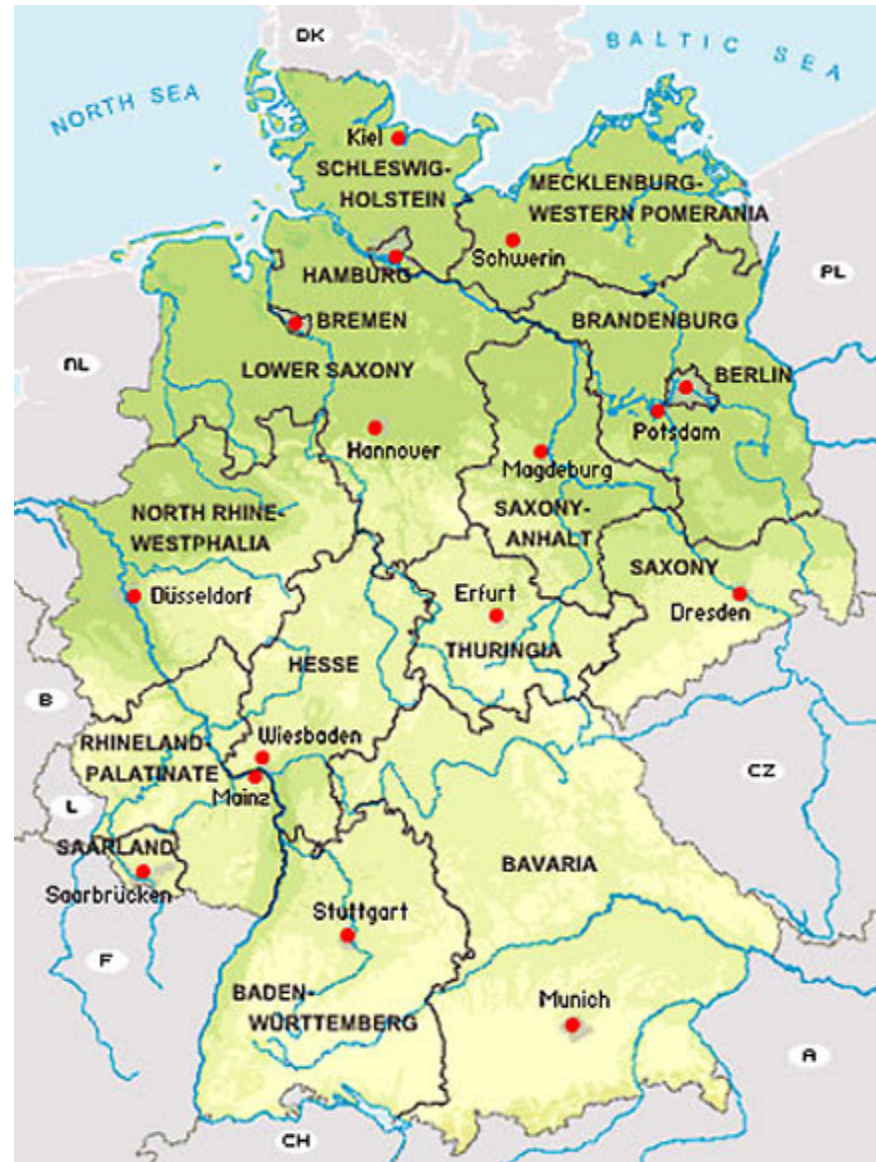 DK
BALTIC SEA
NORTH SEA
Kiel
SCHLESWIG-
HOLSTEIN
MECKLENBURG-
WESTERN POMERANIA
Schwerin
HAMBURG
PL
BREMEN
BRANDENBURG
NL
LOWER SAXONY
BERLIN
Potsdam
Hannover
Magdeburg
NORTH RHINE-
WESTPHALIA
SAXONY-
ANHALT
SAXONY
Düsseldorf
Erfurt
Dresden
THURINGIA
HESSE
B
Wiesbaden
RHINELAND-
PALATINATE
CZ
Mainz
L
SAARLAND
BAVARIA
Saarbrücken
Stuttgart
F
BADEN-
WÜRTTEMBERG
Munich
A
CH